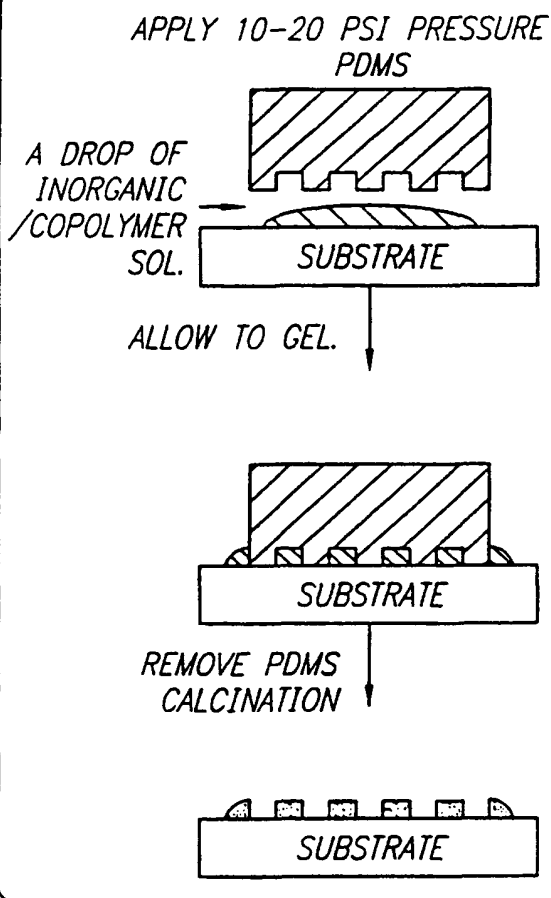 APPLY 10-20 PSI PRESSURE
PDMS
A DROP OF
INORGANIC
/COPOLYMER
SOL.
SUBSTRATE
ALLOW TO GEL.
SUBSTRATE
REMOVE PDMS
CALCINATION
SUBSTRATE